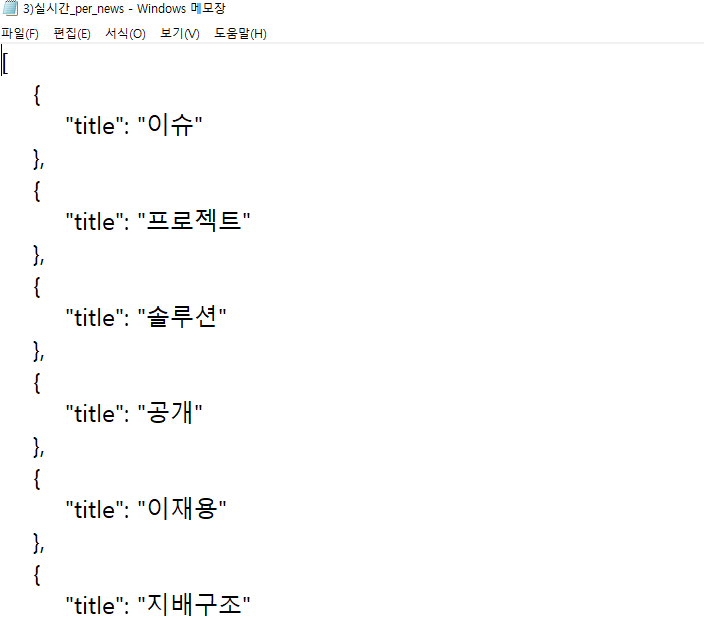 3)실시간_per_news - Windows 메모장
파일(F) 편집(E) 서식(O) 보기(V) 도움말(H)
[
{
"title": "이슈"
},
{
"title": "프로젝트"
},
{
"title": "솔루션"
},
{
"title": "공개"
},
{
"title": "이재용"
},
{
"title": "지배구조"